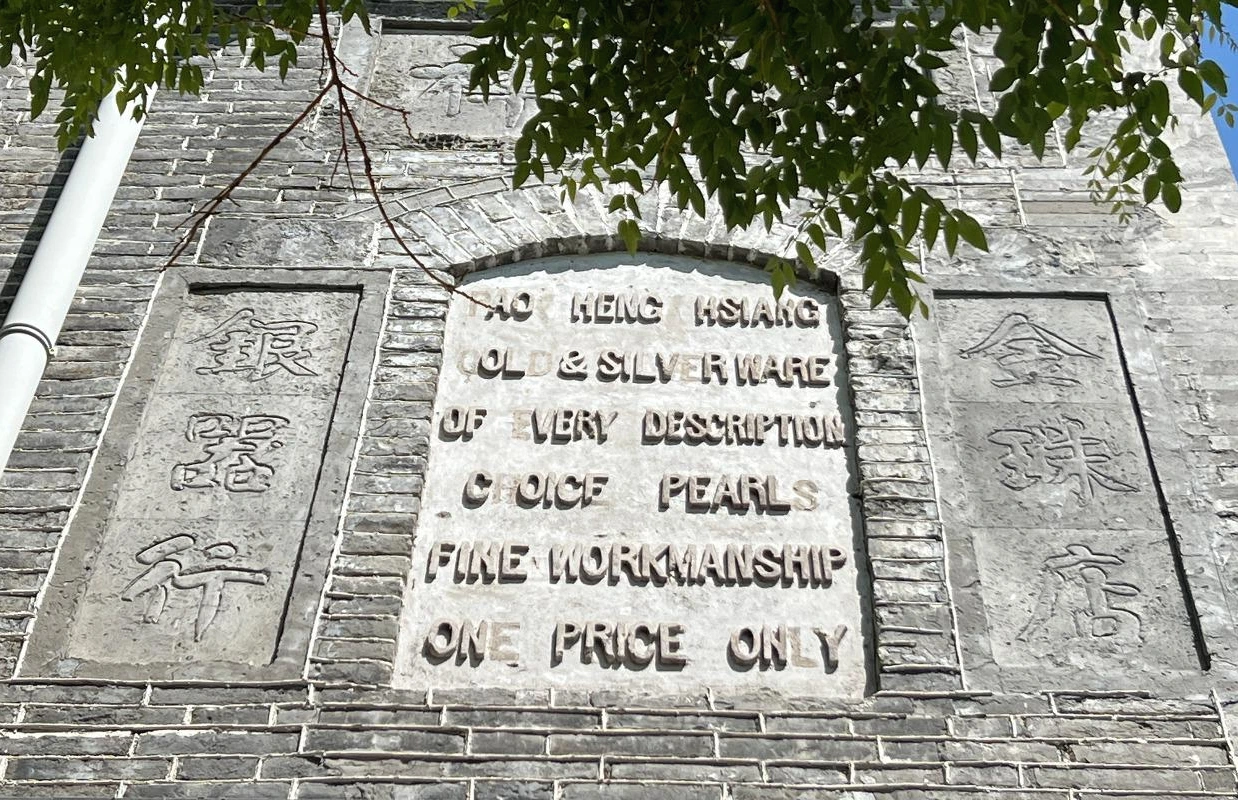 金珠店
PAO HENG HSIANG
GOLD & SILVER WARE
OF EVERY DESCRIPTION
CHOICE PEARLS
FINE WORKMANSHIP
ONE PRICE ONLY
銀器行